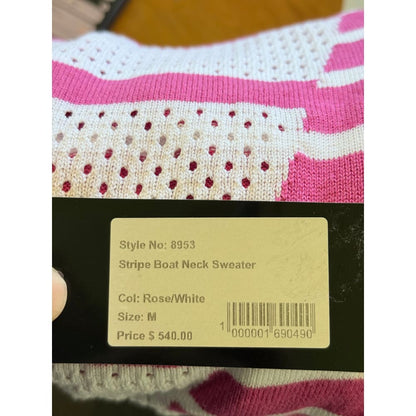 Style No: 8953
Stripe Boat Neck Sweater
Col: Rose/White
Size: M
Price $ 540.00
1 000001 690490